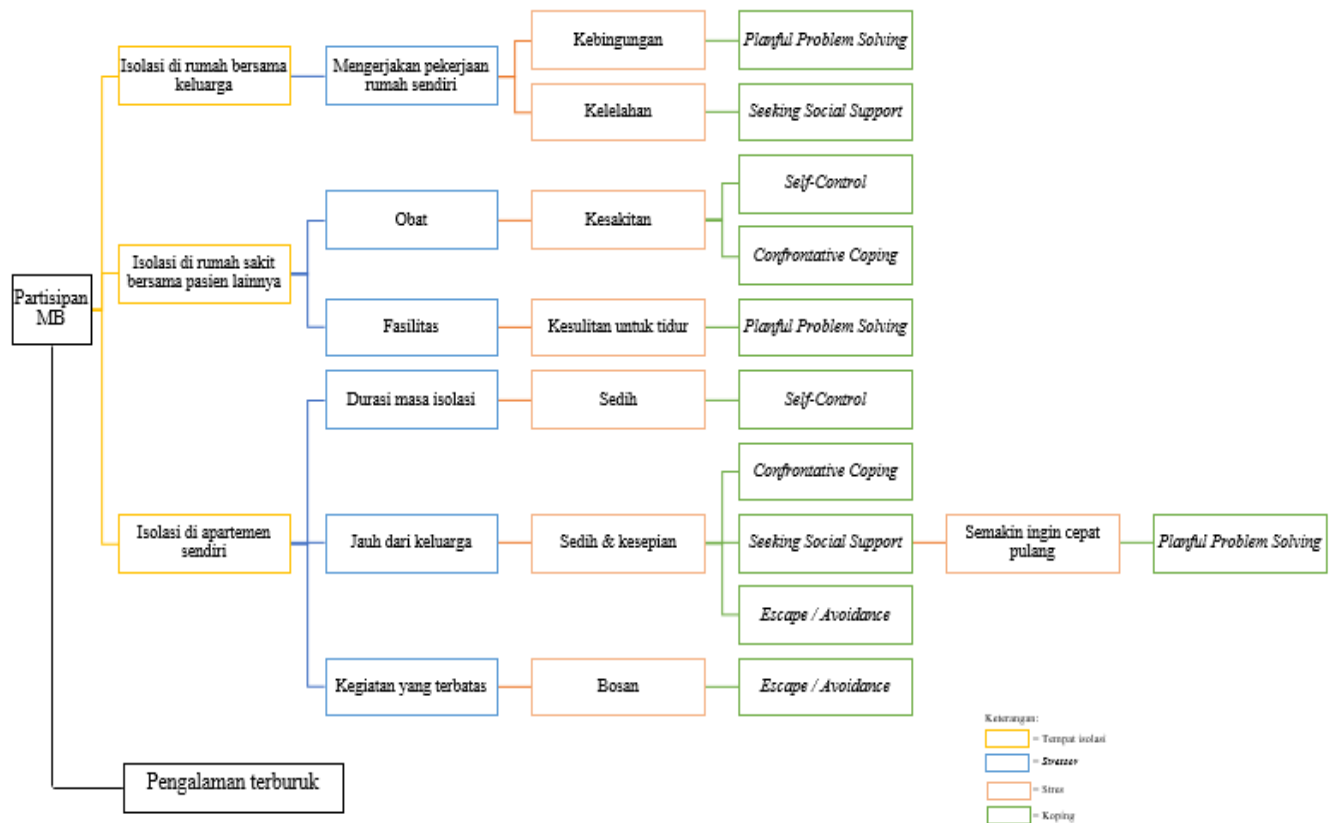 Partisipan
MB
Isolasi di rumah bersama
keluarga
Mengerjakan pekerjaan
rumah sendiri
Kebingungan
Planful Problem Solving
Kelelahan
Seeking Social Support
Isolasi di rumah sakit
bersama pasien lainnya
Obat
Kesakitan
Self-Control
Confrontative Coping
Fasilitas
Kesulitan untuk tidur
Planful Problem Solving
Isolasi di apartemen
sendiri
Durasi masa isolasi
Sedih
Self-Control
Jauh dari keluarga
Sedih & kesepian
Confrontative Coping
Seeking Social Support
Semakin ingin cepat
pulang
Planful Problem Solving
Escape / Avoidance
Kegiatan yang terbatas
Bosan
Escape / Avoidance
Pengalaman terburuk
Keterangan:
= Tempat isolasi
= Stressor
= Stres
= Koping